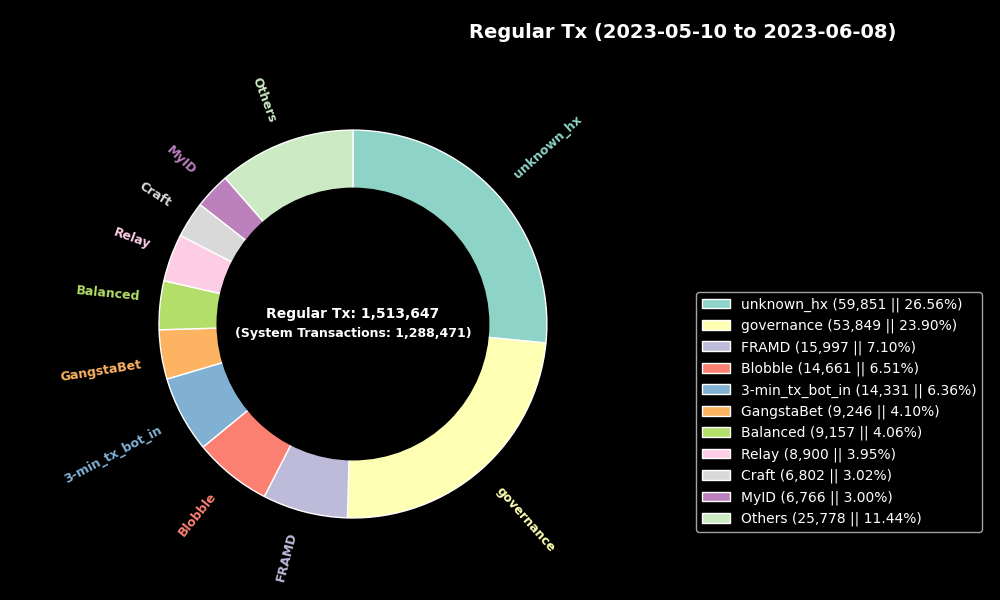 Regular Tx (2023-05-10 to 2023-06-08)
Others
unknown_hx
MyID
Craft
Relay
Balanced
GangstaBet
3-min_tx_bot_in
Blobble
FRAMD
governance
Regular Tx: 1,513,647
(System Transactions: 1,288,471)
unknown_hx (59,851 || 26.56%)
governance (53,849 || 23.90%)
FRAMD (15,997 || 7.10%)
Blobble (14,661 || 6.51%)
3-min_tx_bot_in (14,331 || 6.36%)
GangstaBet (9,246 || 4.10%)
Balanced (9,157 || 4.06%)
Relay (8,900 || 3.95%)
Craft (6,802 || 3.02%)
MyID (6,766 || 3.00%)
Others (25,778 || 11.44%)